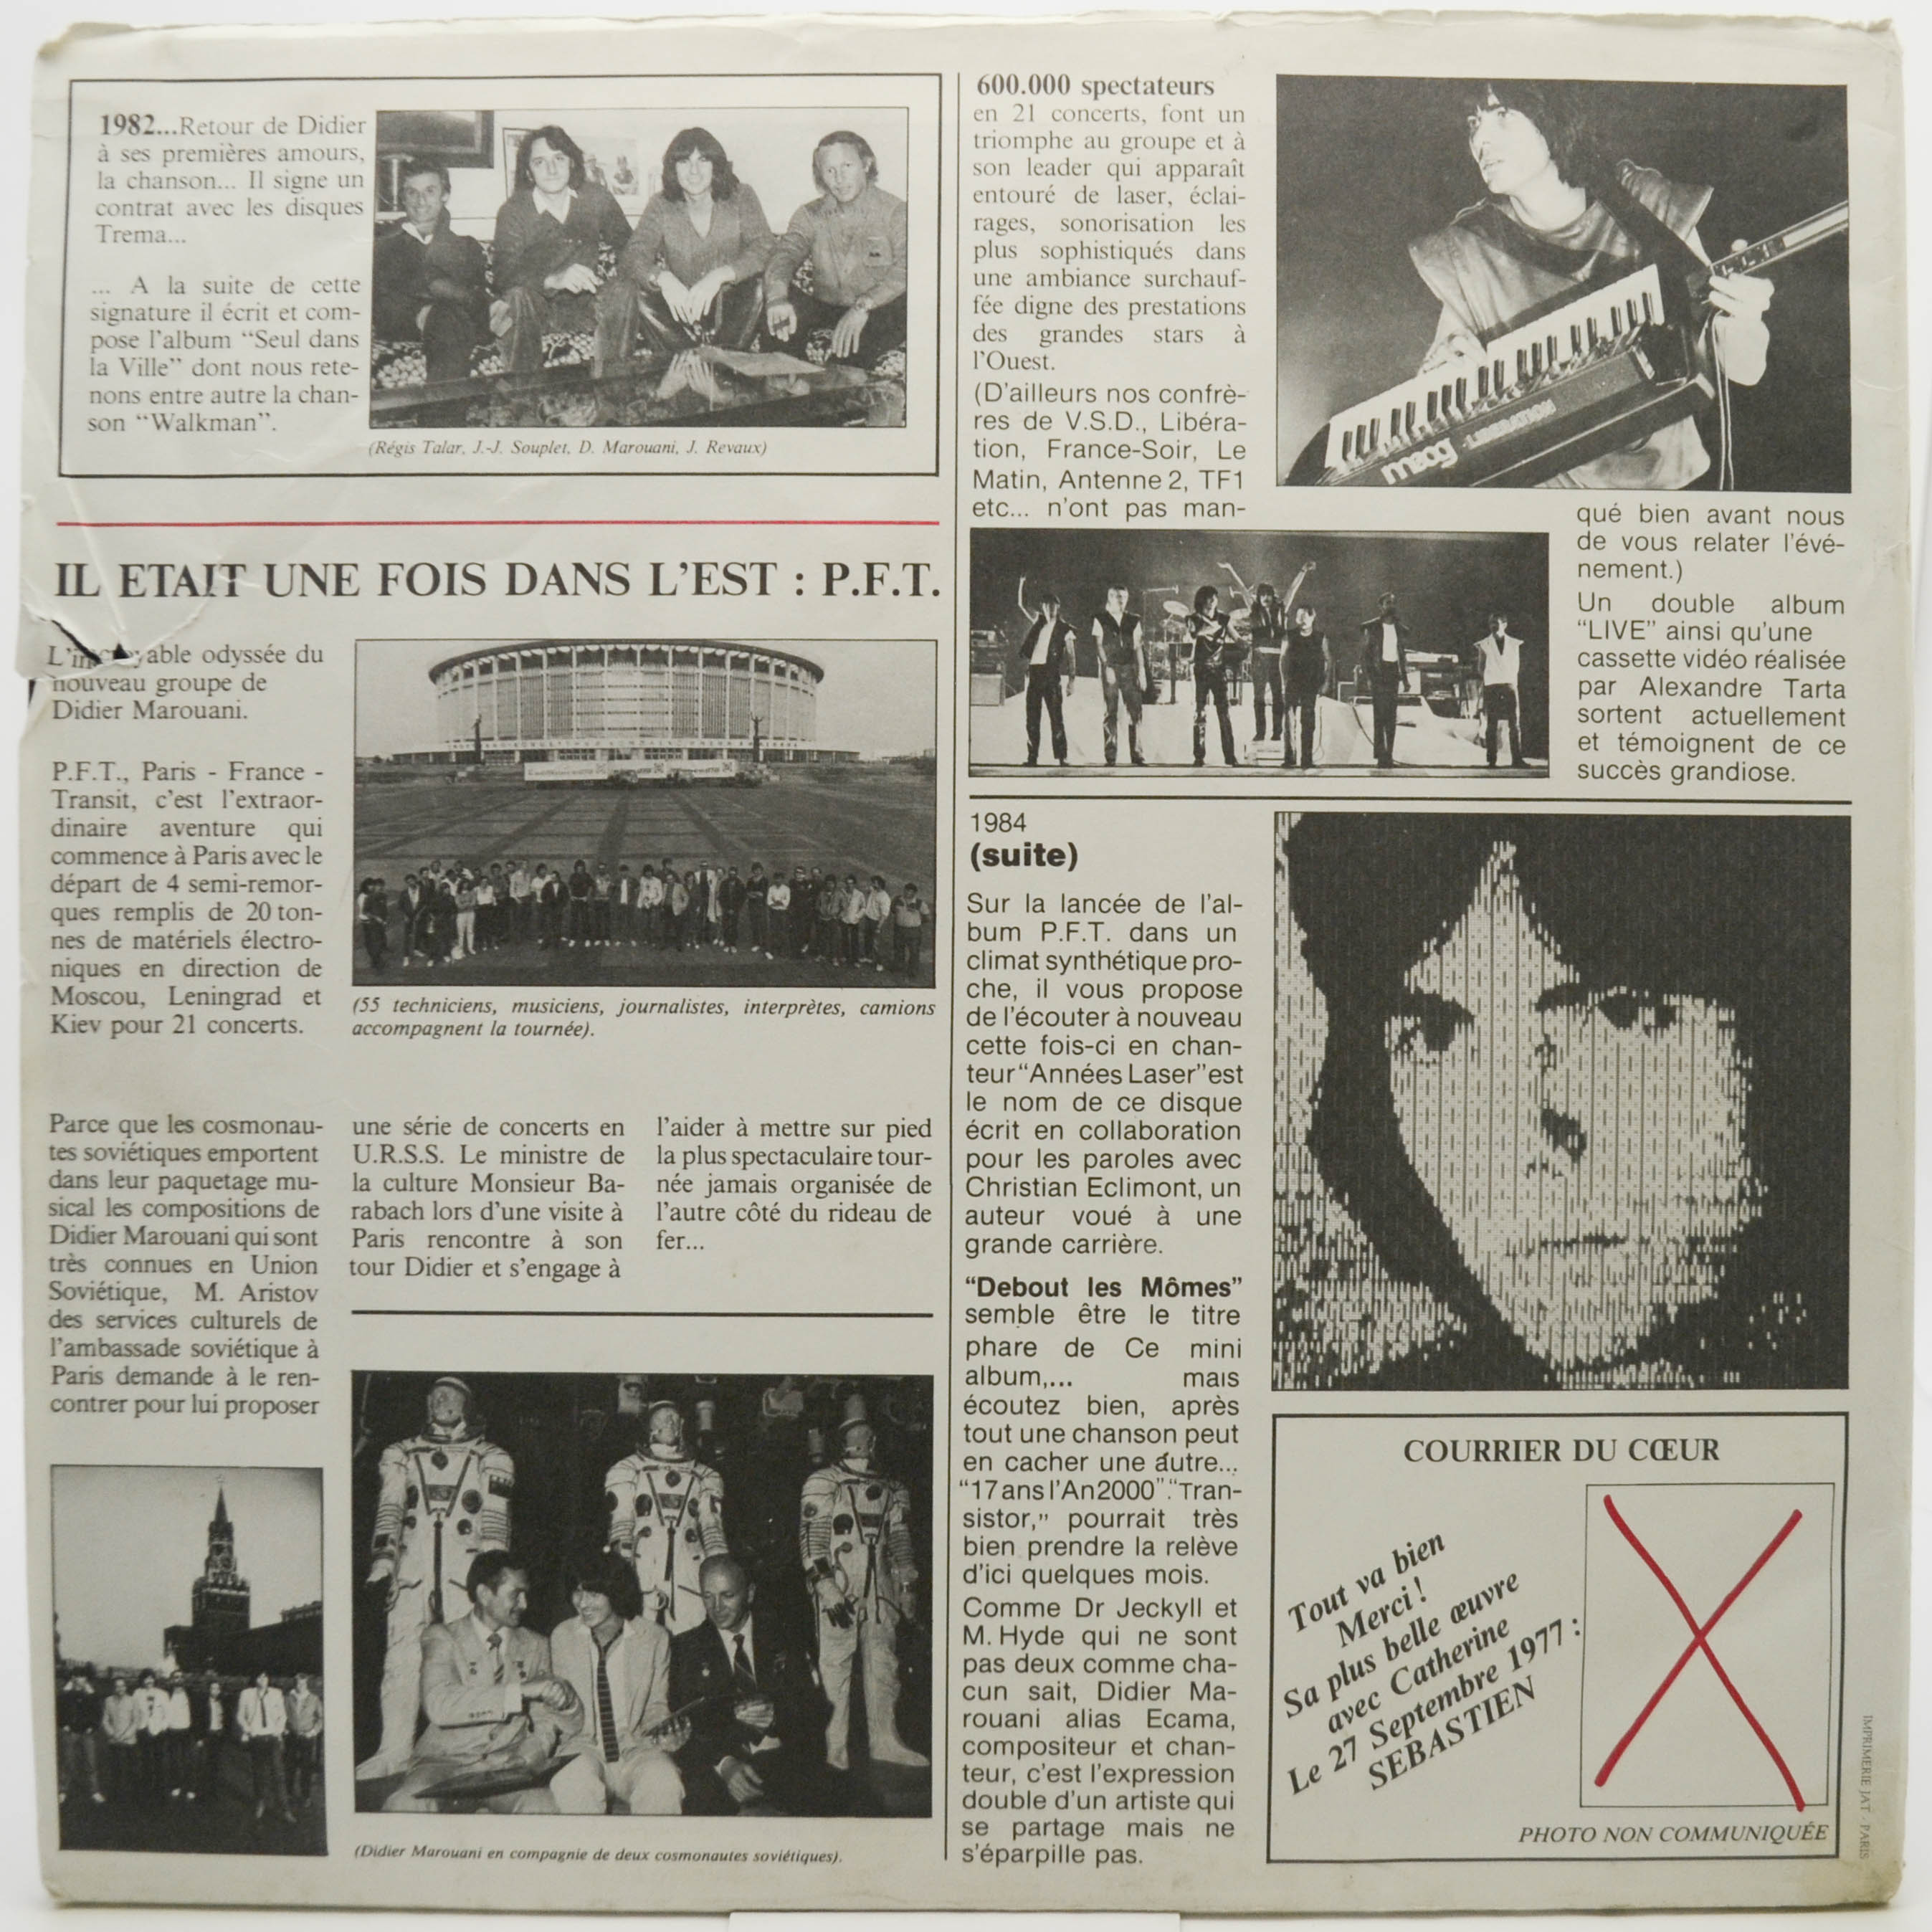 1982...Retour de Didier
à ses premières amours,
la chanson... Il signe un
contrat avec les disques
Trema...
... A la suite de cette
signature il écrit et com-
pose l'album “Seul dans
la Ville” dont nous rete-
nons entre autre la chan-
son “Walkman”.
(Régis Talar, J.-J. Souplet, D. Marouani, J. Revaux)
IL ETAIT UNE FOIS DANS L'EST : P.F.T.
L'incroyable odyssée du
nouveau groupe de
Didier Marouani.
P.F.T., Paris - France -
Transit, c'est l'extraor-
dinaire aventure qui
commence à Paris avec le
départ de 4 semi-remor-
ques remplis de 20 ton-
nes de matériels électro-
niques en direction de
Moscou, Leningrad et
Kiev pour 21 concerts.
(55 techniciens, musiciens, journalistes, interprètes, camions
accompagnent la tournée).
Parce que les cosmonau-
tes soviétiques emportent
dans leur paquetage mu-
sical les compositions de
Didier Marouani qui sont
très connues en Union
Soviétique, M. Aristov
des services culturels de
l'ambassade soviétique à
Paris demande à le ren-
contrer pour lui proposer
une série de concerts en
U.R.S.S. Le ministre de
la culture Monsieur Ba-
rabach lors d'une visite à
Paris rencontre à son
tour Didier et s'engage à
l'aider à mettre sur pied
la plus spectaculaire tour-
née jamais organisée de
l'autre côté du rideau de
fer...
(Didier Marouani en compagnie de deux cosmonautes soviétiques).
600.000 spectateurs
en 21 concerts, font un
triomphe au groupe et à
son leader qui apparaît
entouré de laser, éclai-
rages, sonorisation les
plus sophistiqués dans
une ambiance surchauf-
fée digne des prestations
des grandes stars à
l'Ouest.
(D'ailleurs nos confrè-
res de V.S.D., Libéra-
tion, France-Soir, Le
Matin, Antenne 2, TF1
etc... n'ont pas man-
moog LIBERATION
qué bien avant nous
de vous relater l'évé-
nement.)
Un double album
“LIVE” ainsi qu'une
cassette vidéo réalisée
par Alexandre Tarta
sortent actuellement
et témoignent de ce
succès grandiose.
1984
(suite)
Sur la lancée de l'al-
bum P.F.T. dans un
climat synthétique pro-
che, il vous propose
de l'écouter à nouveau
cette fois-ci en chan-
teur “Années Laser” est
le nom de ce disque
écrit en collaboration
pour les paroles avec
Christian Eclimont, un
auteur voué à une
grande carrière.
“Debout les Mômes”
semble être le titre
phare de Ce mini
album,... mais
écoutez bien, après
tout une chanson peut
en cacher une autre...
“17 ans l'An 2000”.“Tran-
sistor,” pourrait très
bien prendre la relève
d'ici quelques mois.
Comme Dr Jeckyll et
M. Hyde qui ne sont
pas deux comme cha-
cun sait, Didier Ma-
rouani alias Ecama,
compositeur et chan-
teur, c'est l'expression
double d'un artiste qui
se partage mais ne
s'éparpille pas.
COURRIER DU CŒUR
Tout va bien
Merci !
Sa plus belle œuvre
avec Catherine
Le 27 Septembre 1977 :
SEBASTIEN
PHOTO NON COMMUNIQUÉE
IMPRIMERIE JAT - PARIS